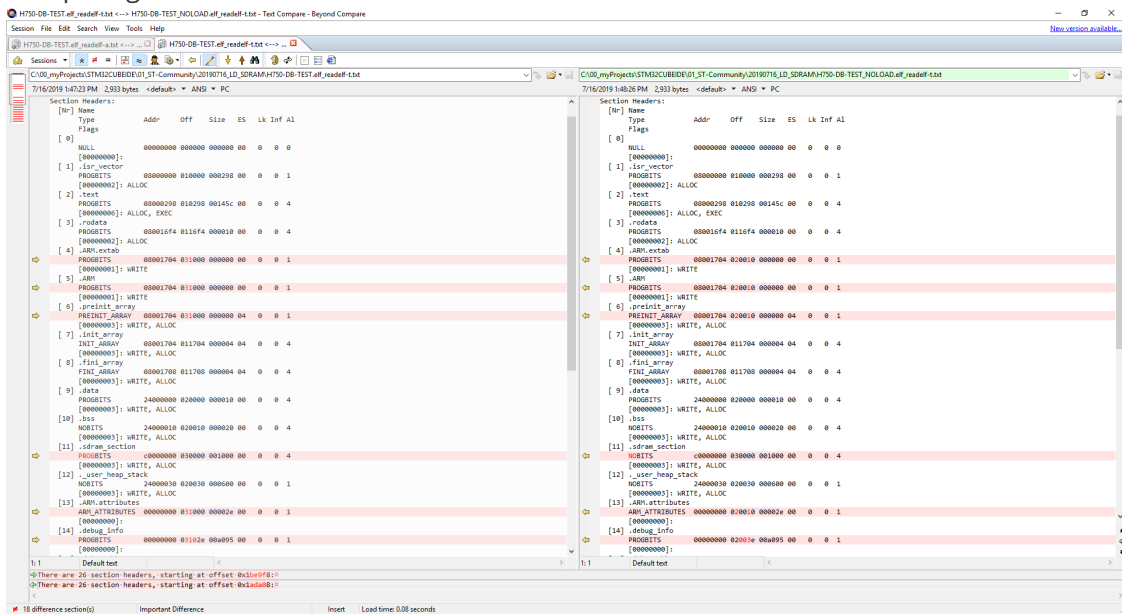 H750-DB-TEST.elf_readelf-t.txt <--> H750-DB-TEST_NOLOAD.elf_readelf-t.txt - Text Compare - Beyond Compare
Session File Edit Search View Tools Help
New version available...
H750-DB-TEST.elf_readelf-a.txt <--> ...
H750-DB-TEST.elf_readelf-t.txt <--> ...
Sessions
C:\00_myProjects\STM32CUBEIDE\01_ST-Community\20190716_LD_SDRAM\H750-DB-TEST.elf_readelf-t.txt
7/16/2019 1:47:23 PM 2,933 bytes <default> ANSI PC
Section Headers:
[Nr] Name
Type Addr Off Size ES Lk Inf Al
Flags
[ 0]
NULL 00000000 000000 000000 00 0 0 0
[00000000]:
[ 1] .isr_vector
PROGBITS 08000000 010000 000298 00 0 0 1
[00000002]: ALLOC
[ 2] .text
PROGBITS 08000298 010298 00145c 00 0 0 4
[00000006]: ALLOC, EXEC
[ 3] .rodata
PROGBITS 080016f4 0116f4 000010 00 0 0 4
[00000002]: ALLOC
[ 4] .ARM.extab
PROGBITS 08001704 031000 000000 00 0 0 1
[00000001]: WRITE
[ 5] .ARM
PROGBITS 08001704 031000 000000 00 0 0 1
[00000001]: WRITE
[ 6] .preinit_array
PREINIT_ARRAY 08001704 031000 000000 04 0 0 1
[00000003]: WRITE, ALLOC
[ 7] .init_array
INIT_ARRAY 08001704 011704 000004 04 0 0 4
[00000003]: WRITE, ALLOC
[ 8] .fini_array
FINI_ARRAY 08001708 011708 000004 04 0 0 4
[00000003]: WRITE, ALLOC
[ 9] .data
PROGBITS 24000000 020000 000010 00 0 0 4
[00000003]: WRITE, ALLOC
[10] .bss
NOBITS 24000010 020010 000020 00 0 0 4
[00000003]: WRITE, ALLOC
[11] .sdram_section
PROGBITS c0000000 030000 001000 00 0 0 4
[00000003]: WRITE, ALLOC
[12] ._user_heap_stack
NOBITS 24000030 020030 000600 00 0 0 1
[00000003]: WRITE, ALLOC
[13] .ARM.attributes
ARM_ATTRIBUTES 00000000 031000 00002e 00 0 0 1
[00000000]:
[14] .debug_info
PROGBITS 00000000 03102e 00a095 00 0 0 1
[00000000]:
1: 1 Default text
C:\00_myProjects\STM32CUBEIDE\01_ST-Community\20190716_LD_SDRAM\H750-DB-TEST_NOLOAD.elf_readelf-t.txt
7/16/2019 1:48:26 PM 2,933 bytes <default> ANSI PC
Section Headers:
[Nr] Name
Type Addr Off Size ES Lk Inf Al
Flags
[ 0]
NULL 00000000 000000 000000 00 0 0 0
[00000000]:
[ 1] .isr_vector
PROGBITS 08000000 010000 000298 00 0 0 1
[00000002]: ALLOC
[ 2] .text
PROGBITS 08000298 010298 00145c 00 0 0 4
[00000006]: ALLOC, EXEC
[ 3] .rodata
PROGBITS 080016f4 0116f4 000010 00 0 0 4
[00000002]: ALLOC
[ 4] .ARM.extab
PROGBITS 08001704 020010 000000 00 0 0 1
[00000001]: WRITE
[ 5] .ARM
PROGBITS 08001704 020010 000000 00 0 0 1
[00000001]: WRITE
[ 6] .preinit_array
PREINIT_ARRAY 08001704 020010 000000 04 0 0 1
[00000003]: WRITE, ALLOC
[ 7] .init_array
INIT_ARRAY 08001704 011704 000004 04 0 0 4
[00000003]: WRITE, ALLOC
[ 8] .fini_array
FINI_ARRAY 08001708 011708 000004 04 0 0 4
[00000003]: WRITE, ALLOC
[ 9] .data
PROGBITS 24000000 020000 000010 00 0 0 4
[00000003]: WRITE, ALLOC
[10] .bss
NOBITS 24000010 020010 000020 00 0 0 4
[00000003]: WRITE, ALLOC
[11] .sdram_section
NOBITS c0000000 030000 001000 00 0 0 4
[00000003]: WRITE, ALLOC
[12] ._user_heap_stack
NOBITS 24000030 020030 000600 00 0 0 1
[00000003]: WRITE, ALLOC
[13] .ARM.attributes
ARM_ATTRIBUTES 00000000 020010 00002e 00 0 0 1
[00000000]:
[14] .debug_info
PROGBITS 00000000 02003e 00a095 00 0 0 1
[00000000]:
1: 1 Default text
There are 26 section headers, starting at offset 0x1be9f8:
There are 26 section headers, starting at offset 0x1ada08:
18 difference section(s) Important Difference Insert Load time: 0.08 seconds